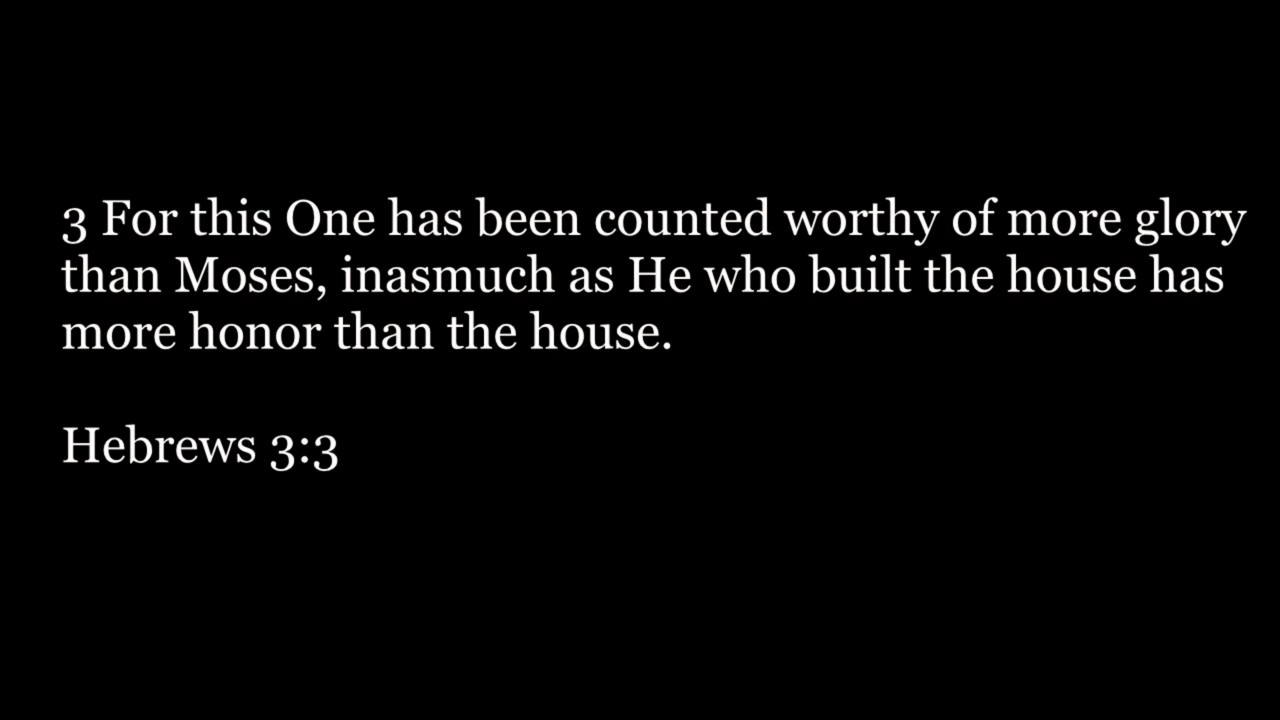 3 For this One has been counted worthy of more glory
than Moses, inasmuch as He who built the house has
more honor than the house.
Hebrews 3:3